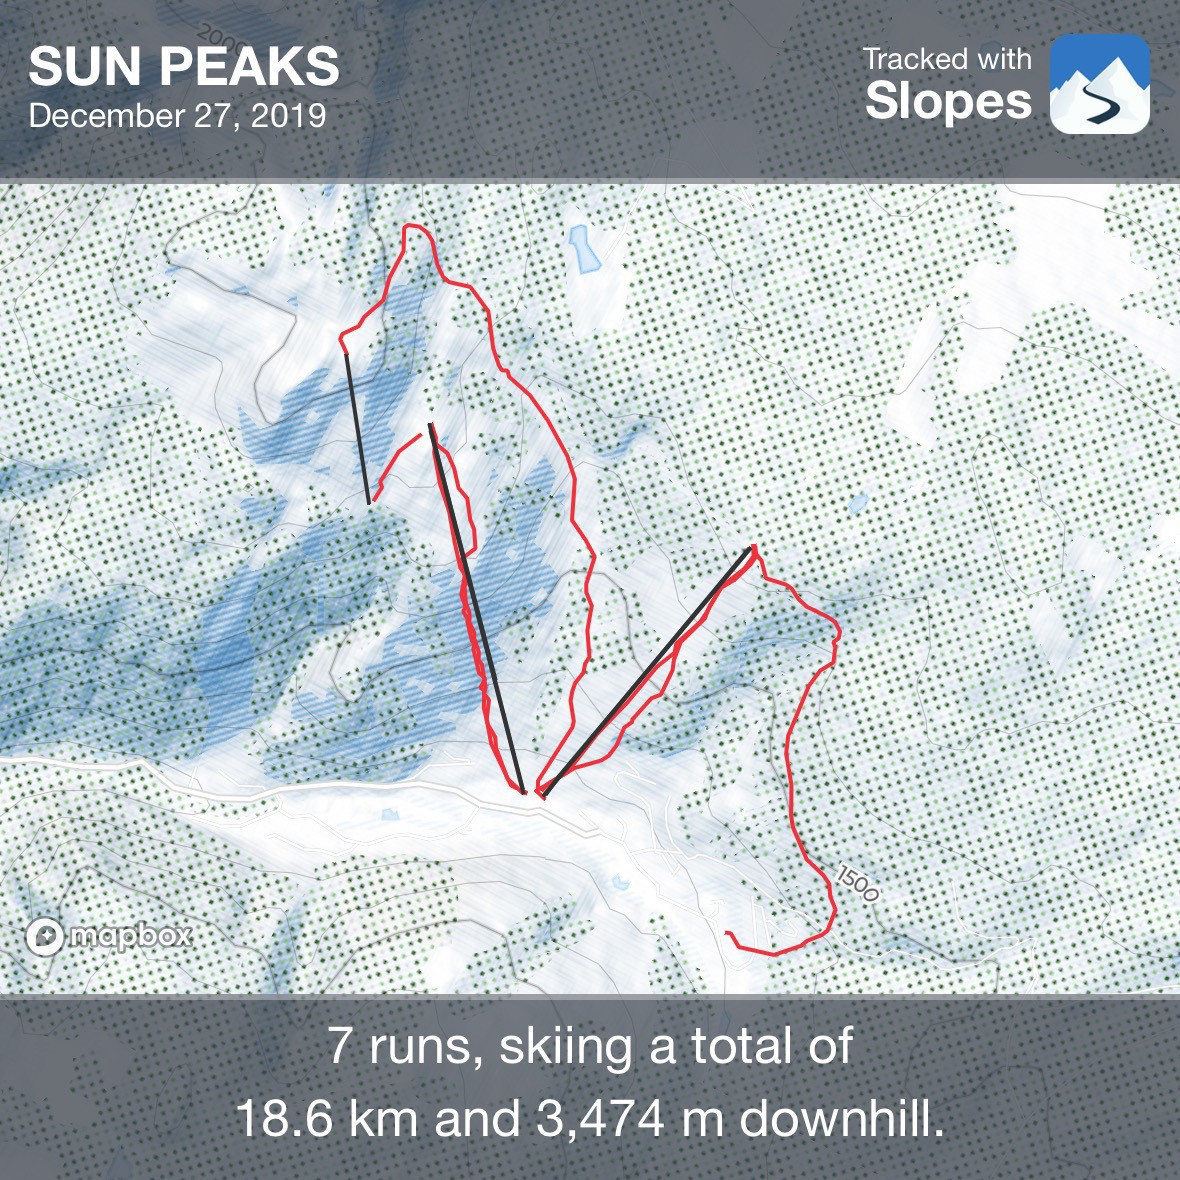 2000
SUN PEAKS
December 27, 2019
Tracked with
Slopes
1500
mapbox
7 runs, skiing a total of
18.6 km and 3,474 m downhill.